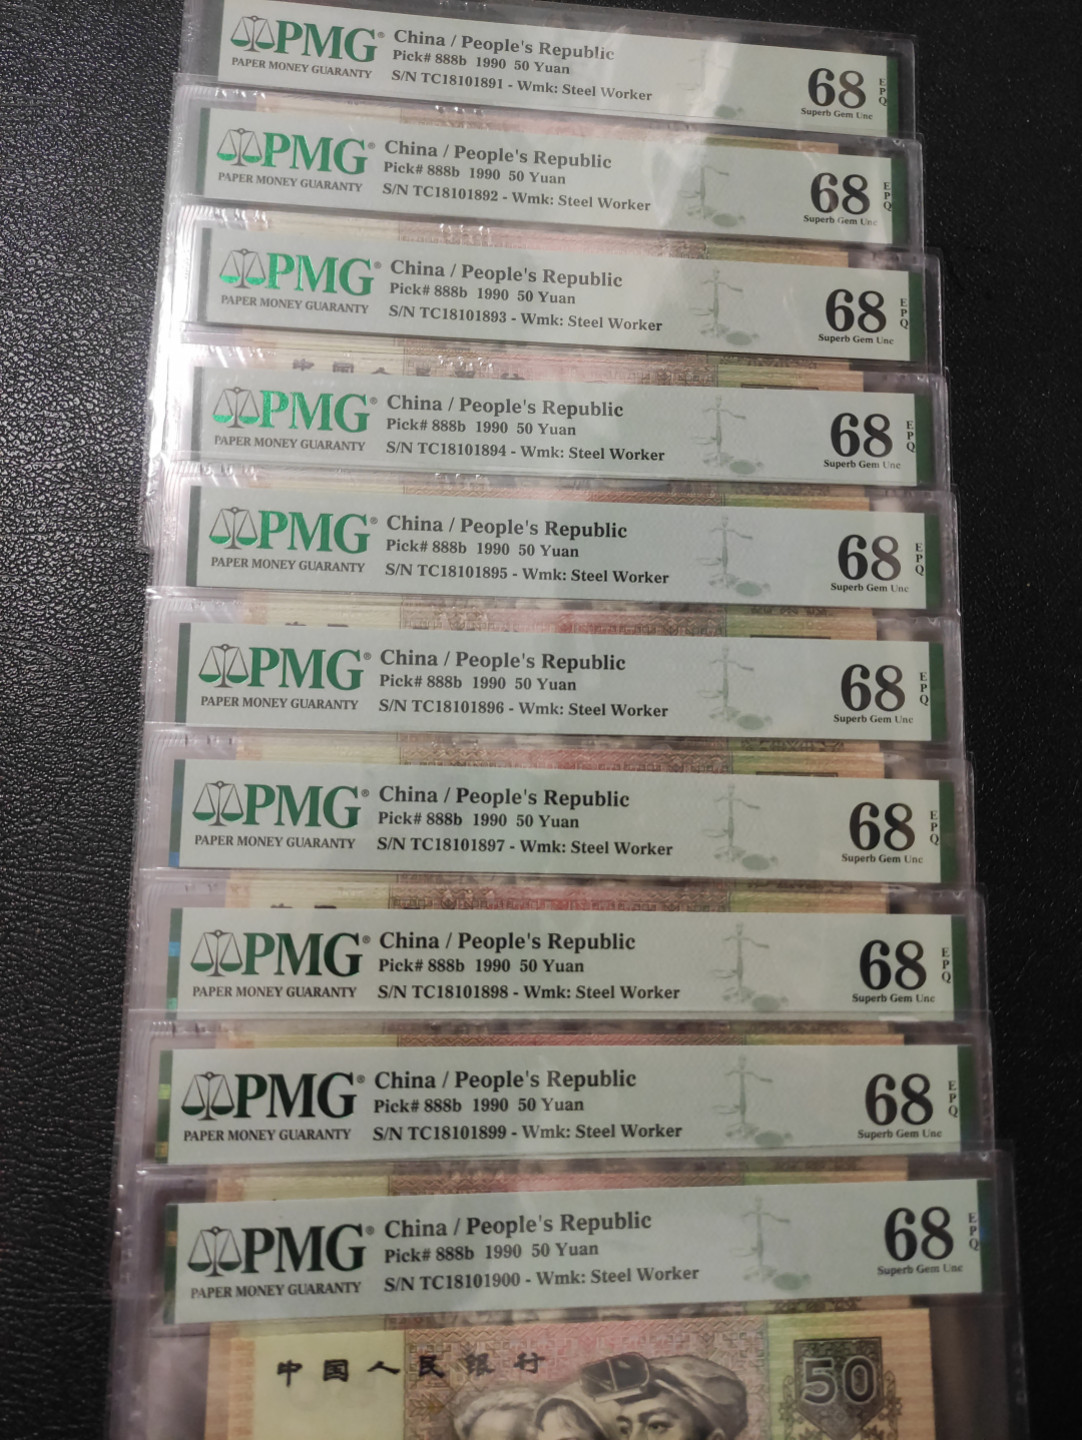 PMG®
PAPER MONEY GUARANTY
China / People's Republic
Pick# 888b 1990 50 Yuan
S/N TC18101891 - Wmk: Steel Worker
68
EPQ
Superb Gem Unc
PMG®
PAPER MONEY GUARANTY
China / People's Republic
Pick# 888b 1990 50 Yuan
S/N TC18101892 - Wmk: Steel Worker
68
EPQ
Superb Gem Unc
PMG®
PAPER MONEY GUARANTY
China / People's Republic
Pick# 888b 1990 50 Yuan
S/N TC18101893 - Wmk: Steel Worker
68
EPQ
Superb Gem Unc
PMG®
PAPER MONEY GUARANTY
China / People's Republic
Pick# 888b 1990 50 Yuan
S/N TC18101894 - Wmk: Steel Worker
68
EPQ
Superb Gem Unc
PMG®
PAPER MONEY GUARANTY
China / People's Republic
Pick# 888b 1990 50 Yuan
S/N TC18101895 - Wmk: Steel Worker
68
EPQ
Superb Gem Unc
PMG®
PAPER MONEY GUARANTY
China / People's Republic
Pick# 888b 1990 50 Yuan
S/N TC18101896 - Wmk: Steel Worker
68
EPQ
Superb Gem Unc
PMG®
PAPER MONEY GUARANTY
China / People's Republic
Pick# 888b 1990 50 Yuan
S/N TC18101897 - Wmk: Steel Worker
68
EPQ
Superb Gem Unc
PMG®
PAPER MONEY GUARANTY
China / People's Republic
Pick# 888b 1990 50 Yuan
S/N TC18101898 - Wmk: Steel Worker
68
EPQ
Superb Gem Unc
PMG®
PAPER MONEY GUARANTY
China / People's Republic
Pick# 888b 1990 50 Yuan
S/N TC18101899 - Wmk: Steel Worker
68
EPQ
Superb Gem Unc
PMG®
PAPER MONEY GUARANTY
China / People's Republic
Pick# 888b 1990 50 Yuan
S/N TC18101900 - Wmk: Steel Worker
68
EPQ
Superb Gem Unc
中国人民银行
50